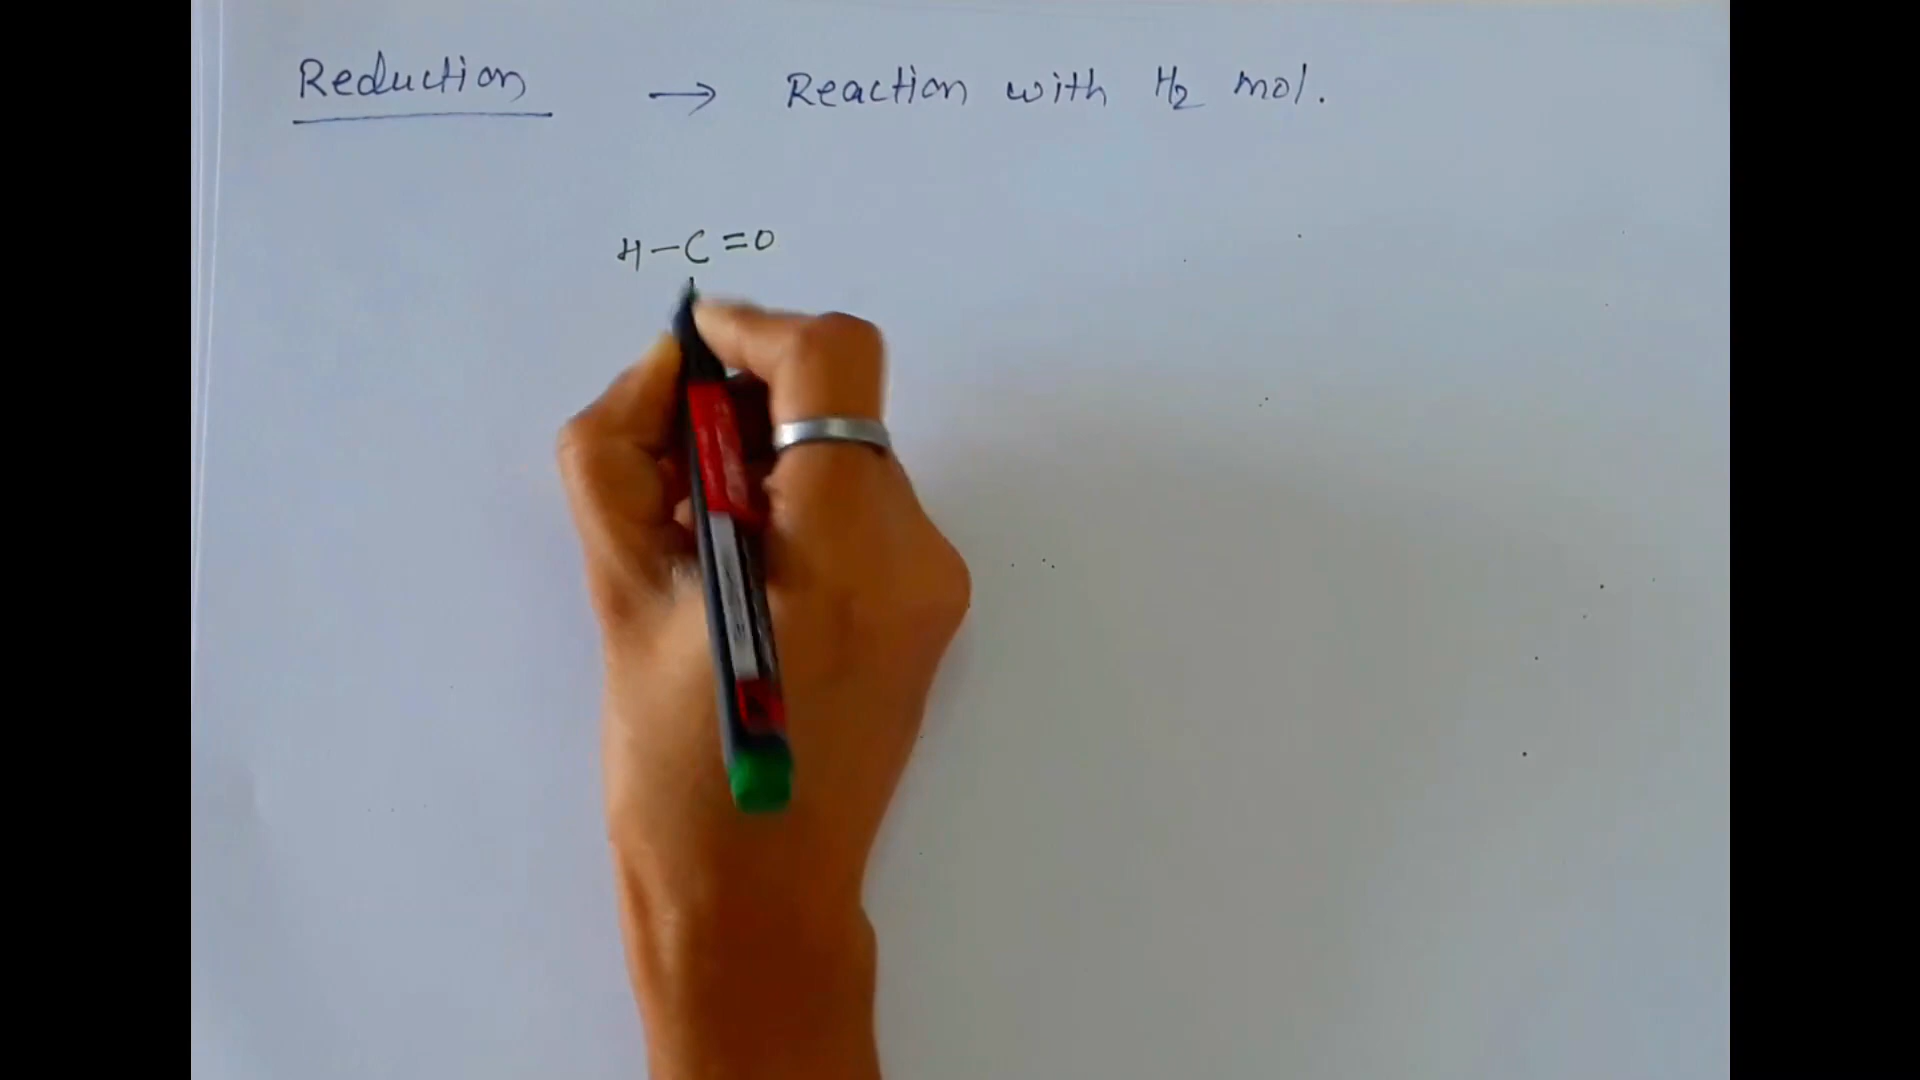 Reduction → Reaction with H₂ mol.
H-C=O